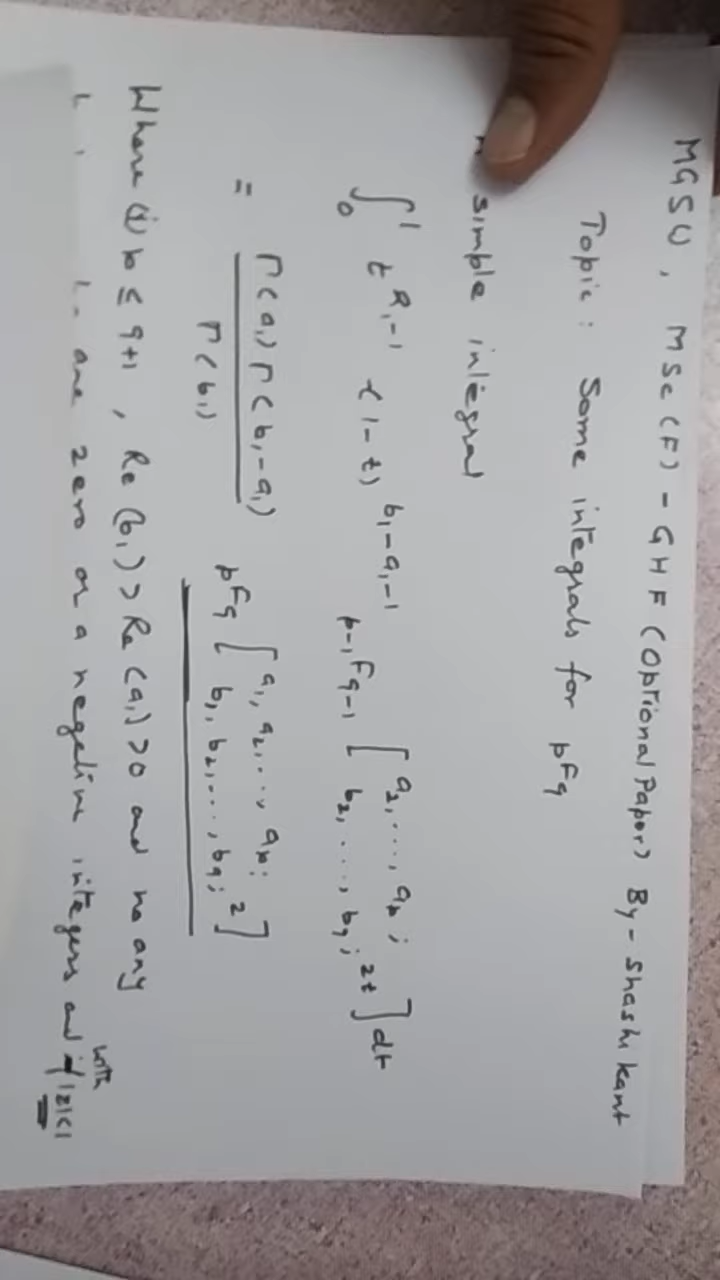 MGSU, MSc (F) - GHF (Optional Paper) By - Shashi Kant
Topic: Some integrals for pFq
simple integral
∫₀¹ t^{a₁-1} (1-t)^{b₁-a₁-1} p-1Fq-1 [a₂, ..., ap; b₂, ..., bq; zt] dt
= Γ(a₁) Γ(b₁-a₁) / Γ(b₁) pFq [a₁, a₂, ..., ap; b₁, b₂, ..., bq; z]
Where (i) p ≤ q+1, Re(b₁) > Re(a₁) > 0 and no any
are zero or a negative integers and with |z|<1